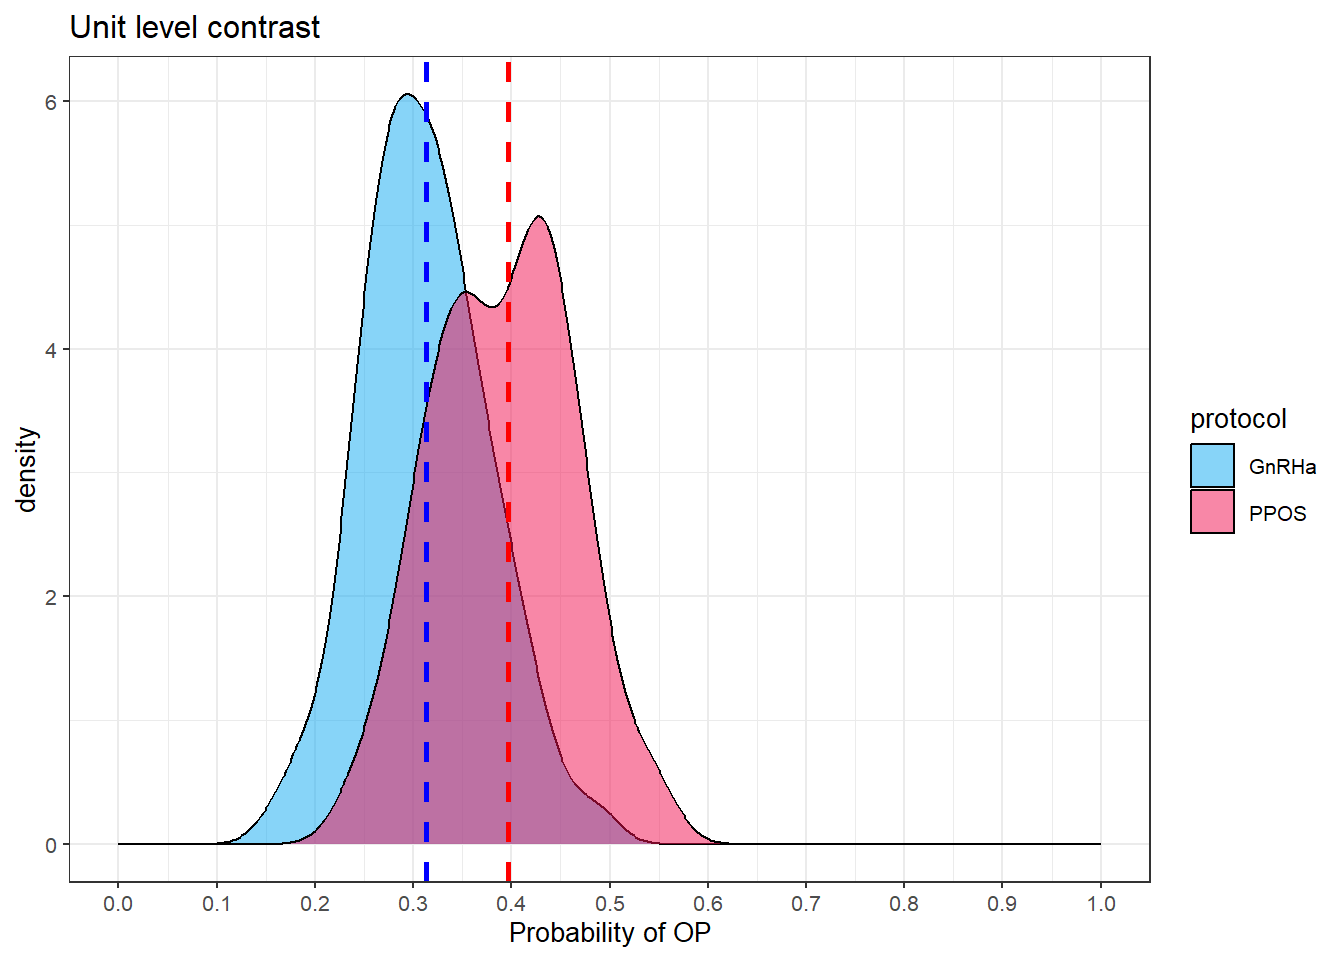 Unit level contrast
6
4
2
0
density
0.0 0.1 0.2 0.3 0.4 0.5 0.6 0.7 0.8 0.9 1.0
Probability of OP
protocol
GnRHa
PPOS